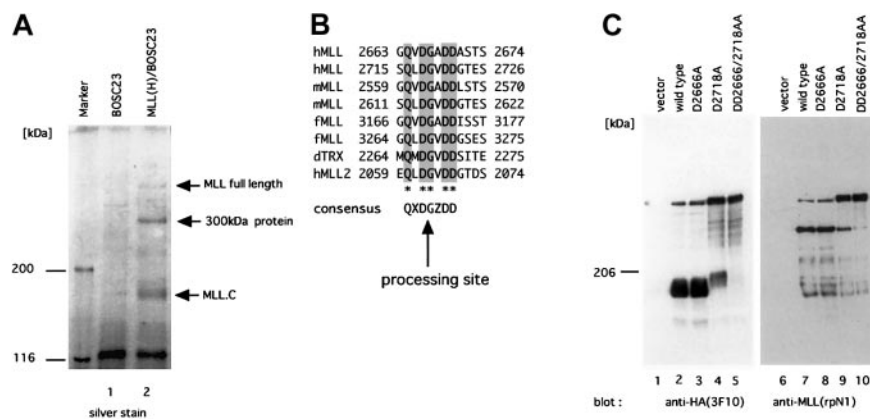 A
Marker
BOSC23
MLL(H)/BOSC23
[kDa]
MLL full length
300kDa protein
200
MLL.C
116
1 2
silver stain
B
hMLL 2663 GQVDGADDASTS 2674
hMLL 2715 SQLDGVDDGTES 2726
mMLL 2559 GQVDGADDLSTS 2570
mMLL 2611 SQLDGVDDGTES 2622
fMLL 3166 GQVDGADDISST 3177
fMLL 3264 GQLDGVDDGSES 3275
dTRX 2264 MQMDGVDDSITE 2275
hMLL2 2059 EQLDGVDDGTDS 2074
* ** **
consensus QXDGZDD
processing site
C
vector
wild type
D2666A
D2718A
DD2666/2718AA
vector
wild type
D2666A
D2718A
DD2666/2718AA
[kDa]
206
1 2 3 4 5 6 7 8 9 10
blot : anti-HA(3F10) anti-MLL(rpN1)